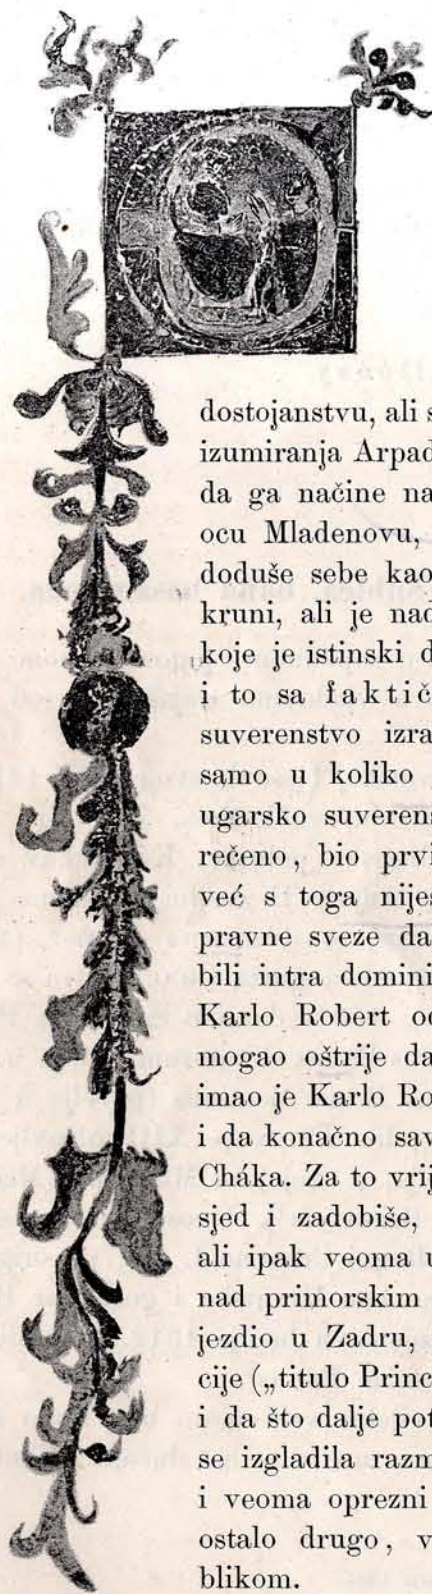 dostojanstvu, ali s
izumiranja Arpad
da ga načine na
ocu Mladenovu,
doduše sebe kao
kruni, ali je nad
koje je istinski d
i to sa faktič
suverenstvo izra
samo u koliko
ugarsko suverens
rečeno, bio prvi
već s toga nijes
pravne sveze da
bili intra domini
Karlo Robert oc
mogao oštrije da
imao je Karlo Ro
i da konačno sav
Cháka. Za to vrij
sjed i zadobiše,
ali ipak veoma u
nad primorskim
jezdio u Zadru,
cije („titulo Princ
i da što dalje pot
se izgladila razm
i veoma oprezni
ostalo drugo, v
blikom.